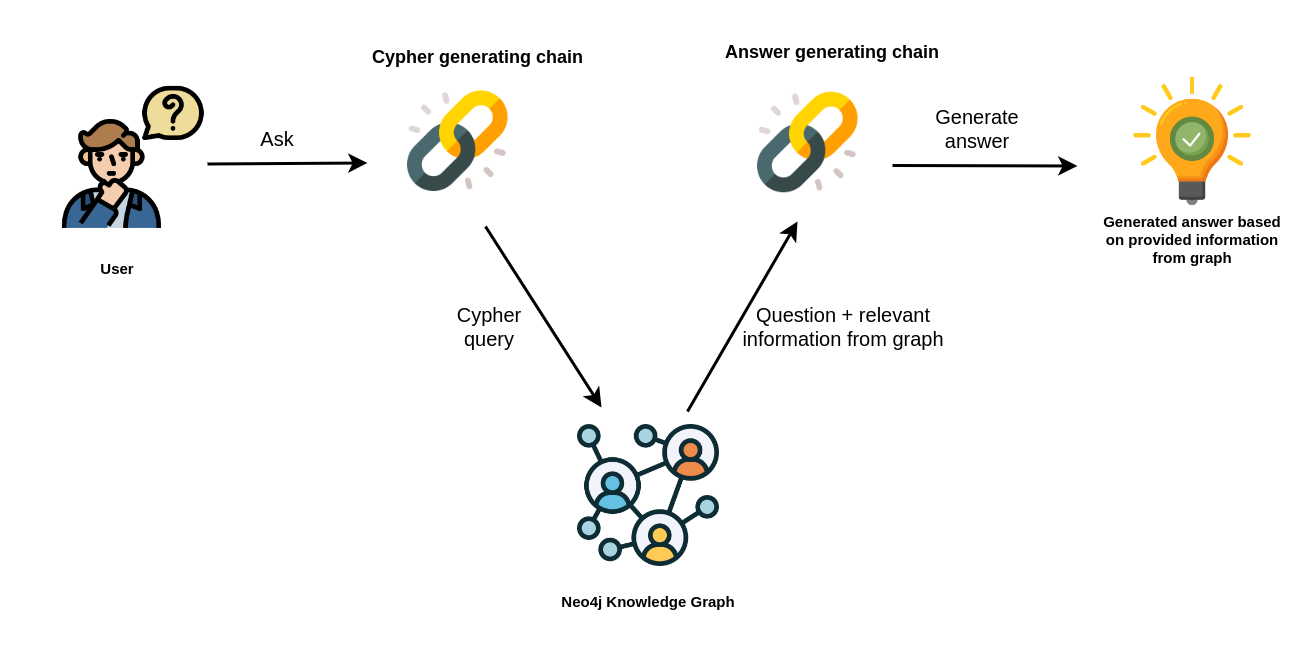 Cypher generating chain
Answer generating chain
?
Ask
Generate
answer
User
Generated answer based
on provided information
from graph
Cypher
query
Question + relevant
information from graph
Neo4j Knowledge Graph